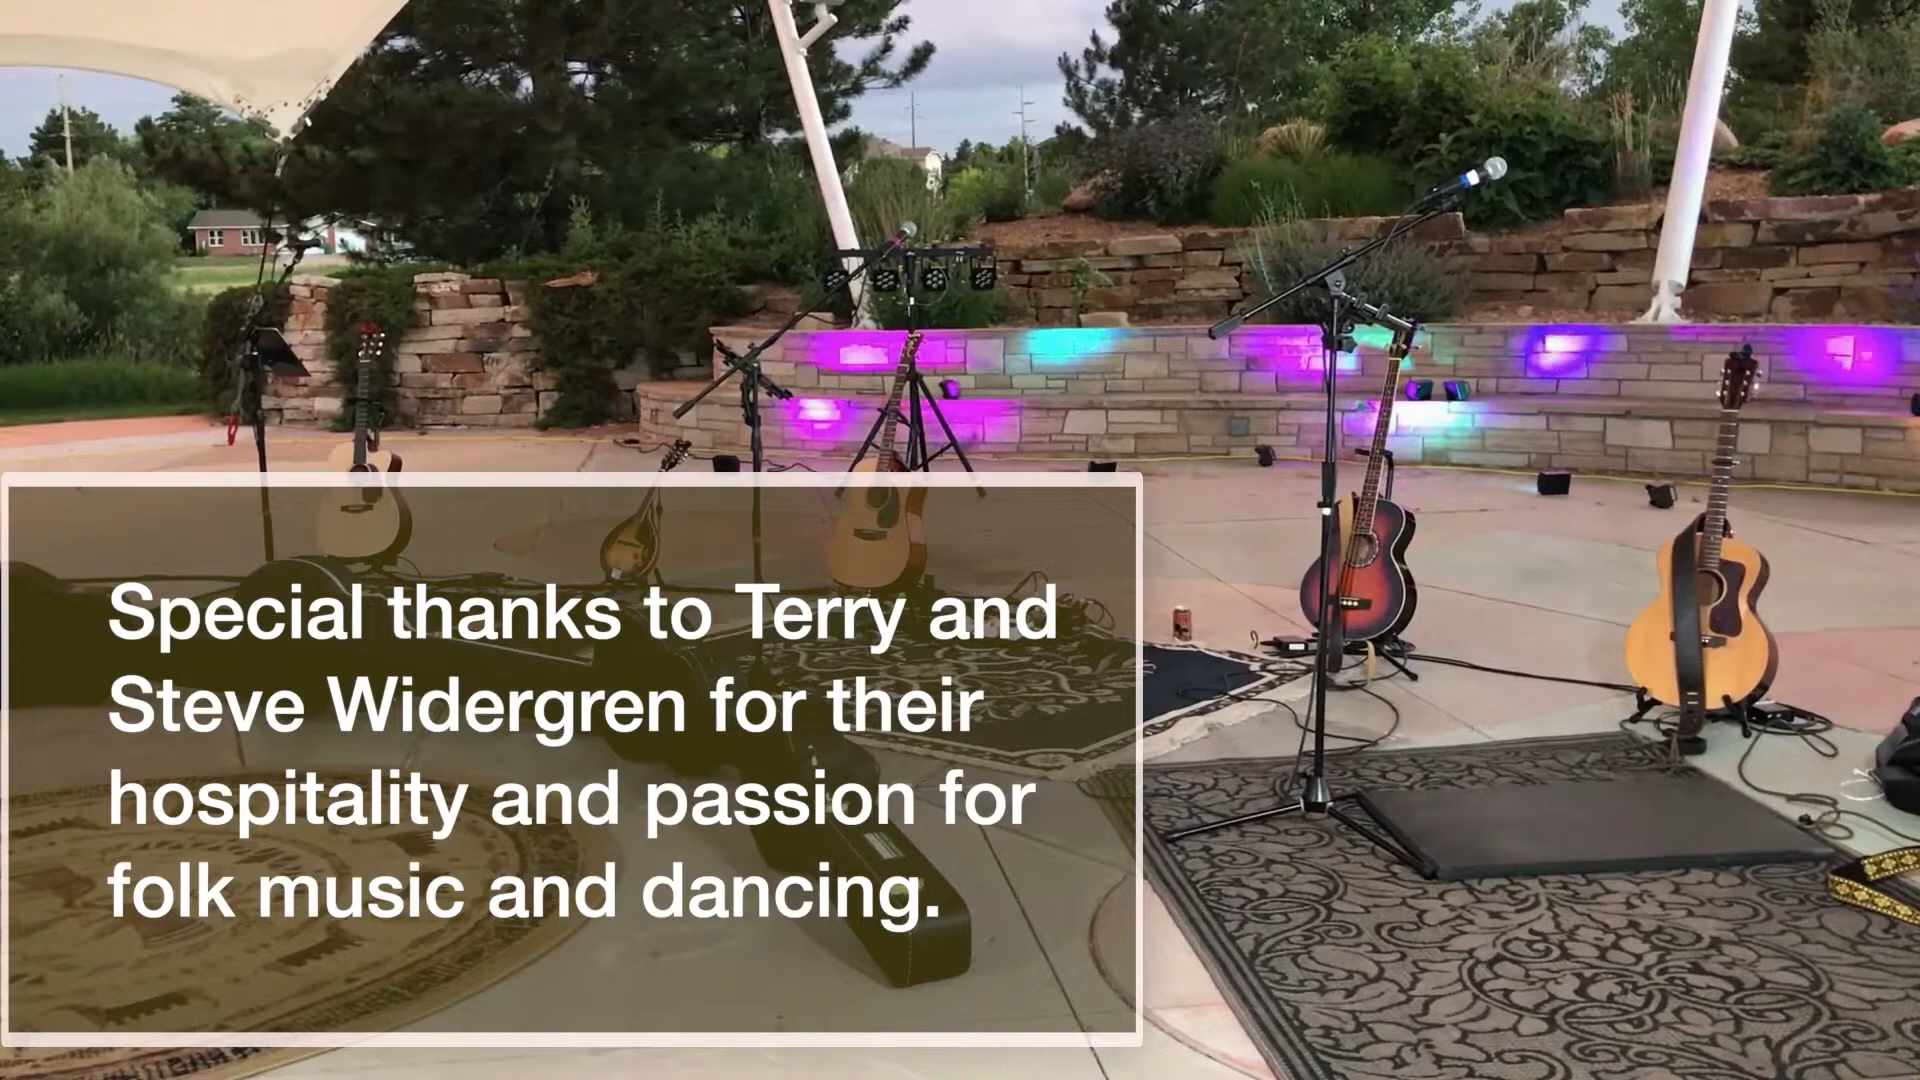 Special thanks to Terry and
Steve Widergren for their
hospitality and passion for
folk music and dancing.